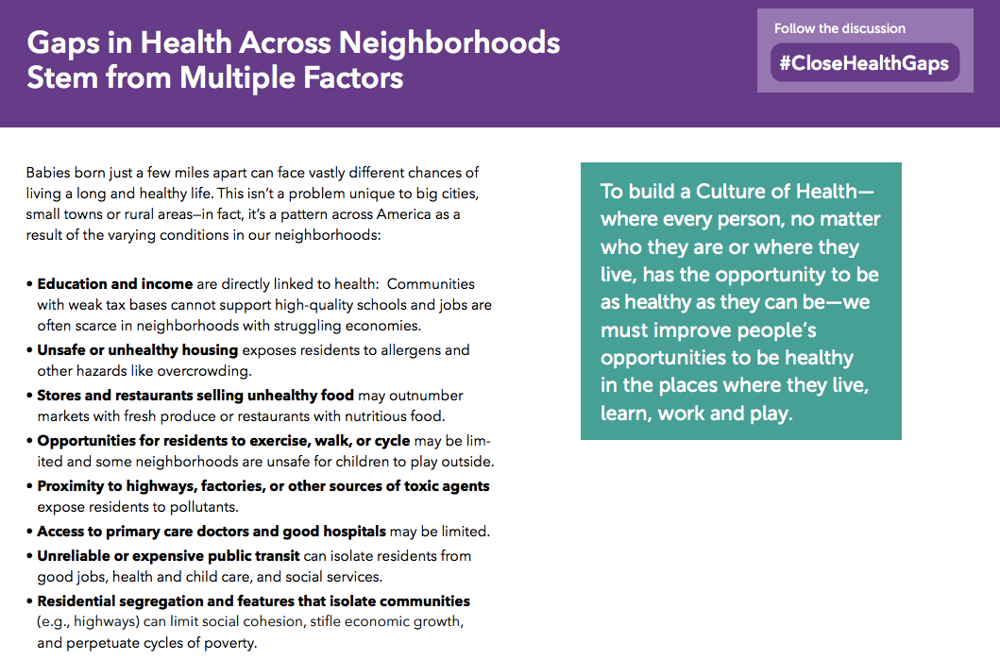 Gaps in Health Across Neighborhoods
Stem from Multiple Factors
Follow the discussion
#CloseHealthGaps
Babies born just a few miles apart can face vastly different chances of
living a long and healthy life. This isn’t a problem unique to big cities,
small towns or rural areas—in fact, it’s a pattern across America as a
result of the varying conditions in our neighborhoods:
• Education and income are directly linked to health:  Communities
with weak tax bases cannot support high-quality schools and jobs are
often scarce in neighborhoods with struggling economies.
• Unsafe or unhealthy housing exposes residents to allergens and
other hazards like overcrowding.
• Stores and restaurants selling unhealthy food may outnumber
markets with fresh produce or restaurants with nutritious food.
• Opportunities for residents to exercise, walk, or cycle may be lim-
ited and some neighborhoods are unsafe for children to play outside.
• Proximity to highways, factories, or other sources of toxic agents
expose residents to pollutants.
• Access to primary care doctors and good hospitals may be limited.
• Unreliable or expensive public transit can isolate residents from
good jobs, health and child care, and social services.
• Residential segregation and features that isolate communities
(e.g., highways) can limit social cohesion, stifle economic growth,
and perpetuate cycles of poverty.
To build a Culture of Health—
where every person, no matter
who they are or where they
live, has the opportunity to be
as healthy as they can be—we
must improve people’s
opportunities to be healthy
in the places where they live,
learn, work and play.